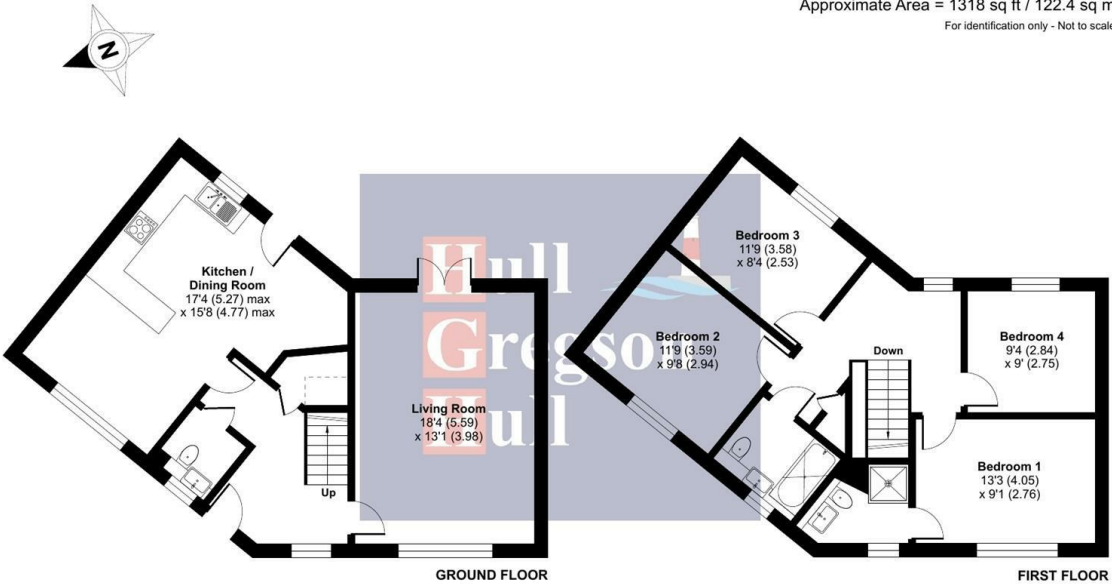 Approximate Area = 1318 sq ft / 122.4 sq m
For identification only - Not to scale
N
Hull
Gregson
Hull
Kitchen /
Dining Room
17'4 (5.27) max
x 15'8 (4.77) max
Living Room
18'4 (5.59)
x 13'1 (3.98)
Up
GROUND FLOOR
Bedroom 3
11'9 (3.58)
x 8'4 (2.53)
Bedroom 2
11'9 (3.59)
x 9'8 (2.94)
Down
Bedroom 4
9'4 (2.84)
x 9' (2.75)
Bedroom 1
13'3 (4.05)
x 9'1 (2.76)
FIRST FLOOR